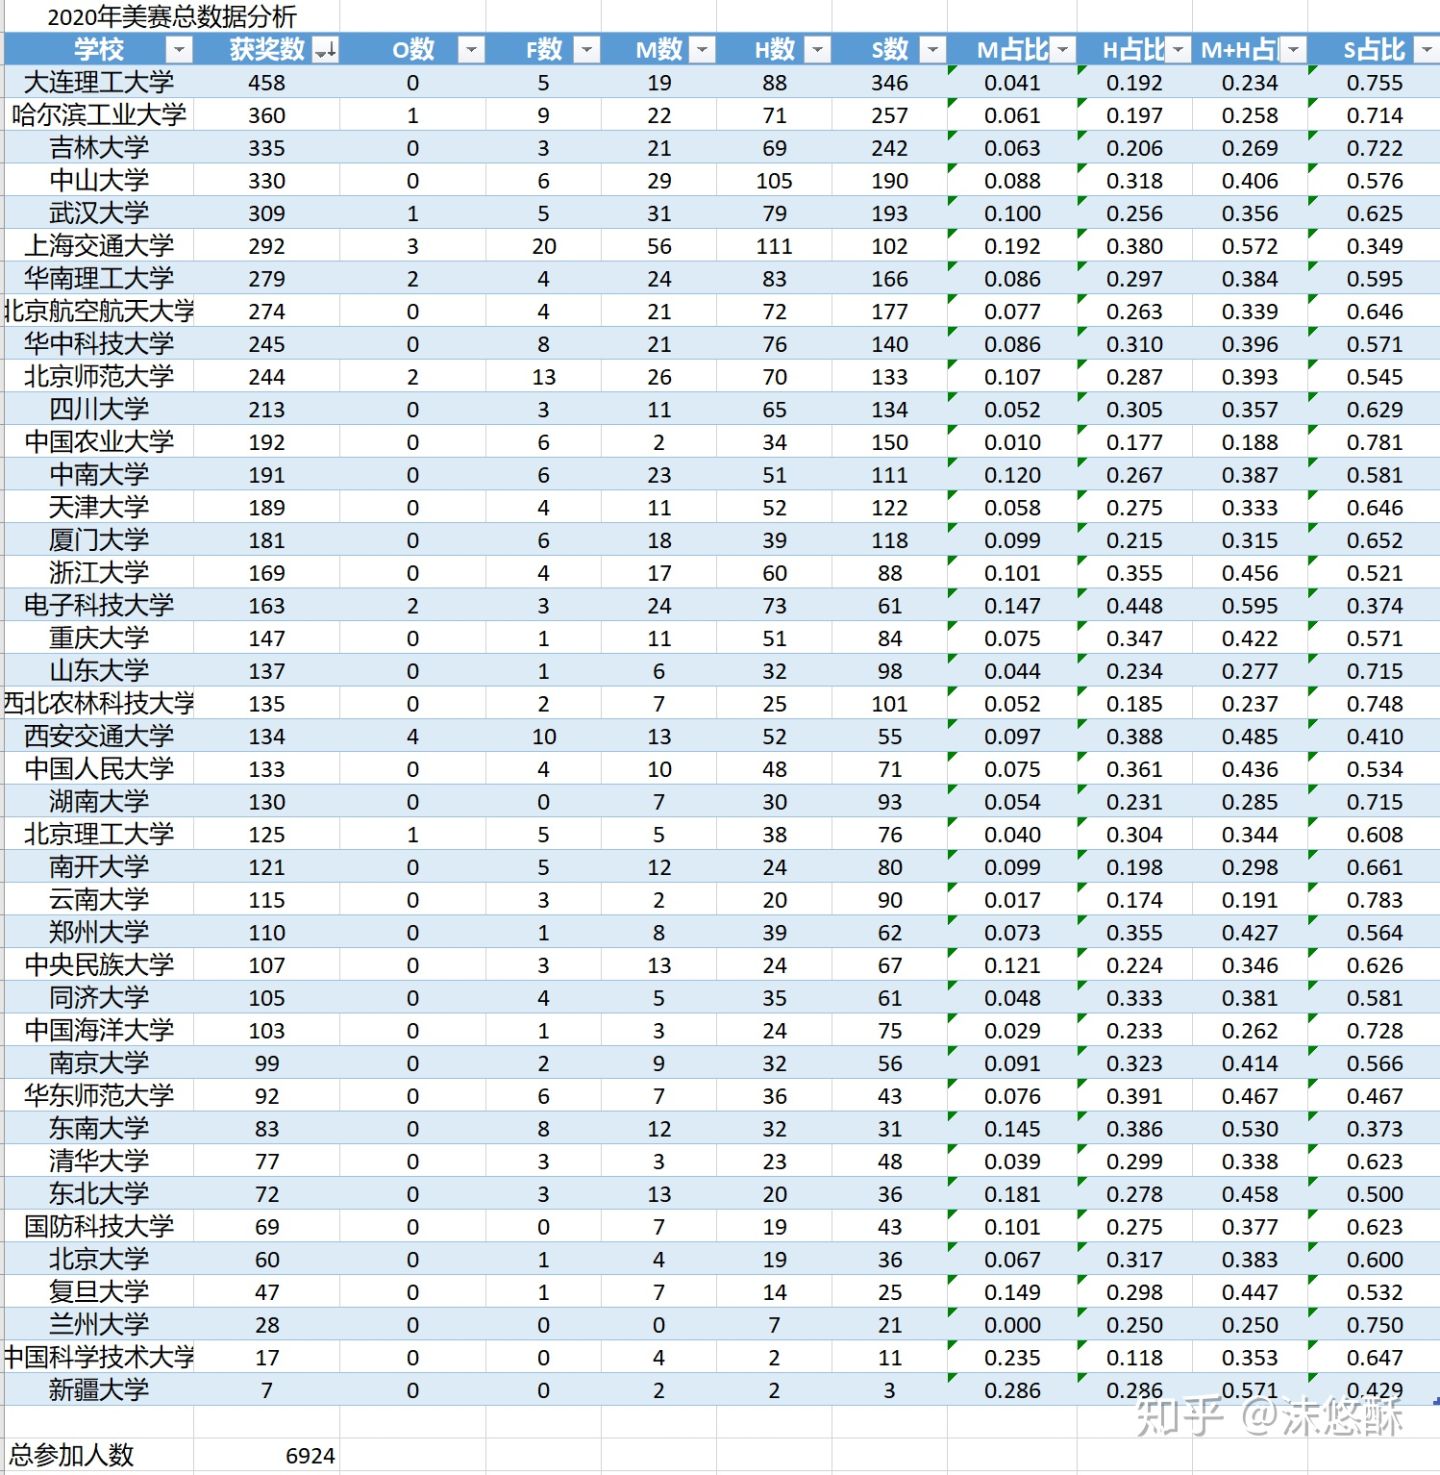 2020年美赛总数据分析
学校 获奖数 O数 F数 M数 H数 S数 M占比 H占比 M+H占 S占比
大连理工大学 458 0 5 19 88 346 0.041 0.192 0.234 0.755
哈尔滨工业大学 360 1 9 22 71 257 0.061 0.197 0.258 0.714
吉林大学 335 0 3 21 69 242 0.063 0.206 0.269 0.722
中山大学 330 0 6 29 105 190 0.088 0.318 0.406 0.576
武汉大学 309 1 5 31 79 193 0.100 0.256 0.356 0.625
上海交通大学 292 3 20 56 111 102 0.192 0.380 0.572 0.349
华南理工大学 279 2 4 24 83 166 0.086 0.297 0.384 0.595
北京航空航天大学 274 0 4 21 72 177 0.077 0.263 0.339 0.646
华中科技大学 245 0 8 21 76 140 0.086 0.310 0.396 0.571
北京师范大学 244 2 13 26 70 133 0.107 0.287 0.393 0.545
四川大学 213 0 3 11 65 134 0.052 0.305 0.357 0.629
中国农业大学 192 0 6 2 34 150 0.010 0.177 0.188 0.781
中南大学 191 0 6 23 51 111 0.120 0.267 0.387 0.581
天津大学 189 0 4 11 52 122 0.058 0.275 0.333 0.646
厦门大学 181 0 6 18 39 118 0.099 0.215 0.315 0.652
浙江大学 169 0 4 17 60 88 0.101 0.355 0.456 0.521
电子科技大学 163 2 3 24 73 61 0.147 0.448 0.595 0.374
重庆大学 147 0 1 11 51 84 0.075 0.347 0.422 0.571
山东大学 137 0 1 6 32 98 0.044 0.234 0.277 0.715
西北农林科技大学 135 0 2 7 25 101 0.052 0.185 0.237 0.748
西安交通大学 134 4 10 13 52 55 0.097 0.388 0.485 0.410
中国人民大学 133 0 4 10 48 71 0.075 0.361 0.436 0.534
湖南大学 130 0 0 7 30 93 0.054 0.231 0.285 0.715
北京理工大学 125 1 5 5 38 76 0.040 0.304 0.344 0.608
南开大学 121 0 5 12 24 80 0.099 0.198 0.298 0.661
云南大学 115 0 3 2 20 90 0.017 0.174 0.191 0.783
郑州大学 110 0 1 8 39 62 0.073 0.355 0.427 0.564
中央民族大学 107 0 3 13 24 67 0.121 0.224 0.346 0.626
同济大学 105 0 4 5 35 61 0.048 0.333 0.381 0.581
中国海洋大学 103 0 1 3 24 75 0.029 0.233 0.262 0.728
南京大学 99 0 2 9 32 56 0.091 0.323 0.414 0.566
华东师范大学 92 0 6 7 36 43 0.076 0.391 0.467 0.467
东南大学 83 0 8 12 32 31 0.145 0.386 0.530 0.373
清华大学 77 0 3 3 23 48 0.039 0.299 0.338 0.623
东北大学 72 0 3 13 20 36 0.181 0.278 0.458 0.500
国防科技大学 69 0 0 7 19 43 0.101 0.275 0.377 0.623
北京大学 60 0 1 4 19 36 0.067 0.317 0.383 0.600
复旦大学 47 0 1 7 14 25 0.149 0.298 0.447 0.532
兰州大学 28 0 0 0 7 21 0.000 0.250 0.250 0.750
中国科学技术大学 17 0 0 4 2 11 0.235 0.118 0.353 0.647
新疆大学 7 0 0 2 2 3 0.286 0.286 0.571 0.429
知乎 @沫悠酥
总参加人数 6924